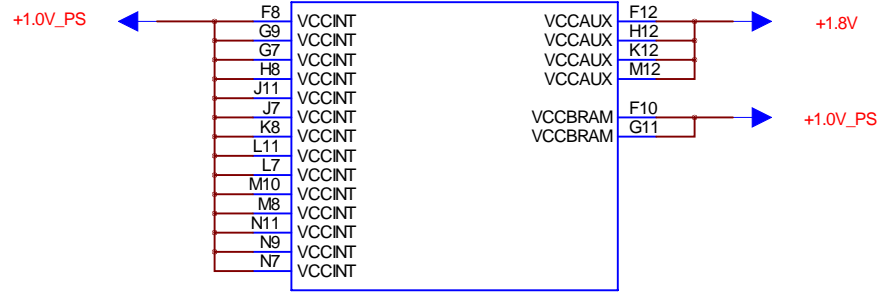 +1.0V_PS
F8 VCCINT
G9 VCCINT
G7 VCCINT
H8 VCCINT
J11 VCCINT
J7 VCCINT
K8 VCCINT
L11 VCCINT
L7 VCCINT
M10 VCCINT
M8 VCCINT
N11 VCCINT
N9 VCCINT
N7 VCCINT
VCCAUX F12
VCCAUX H12
VCCAUX K12
VCCAUX M12
+1.8V
VCCBRAM F10
VCCBRAM G11
+1.0V_PS